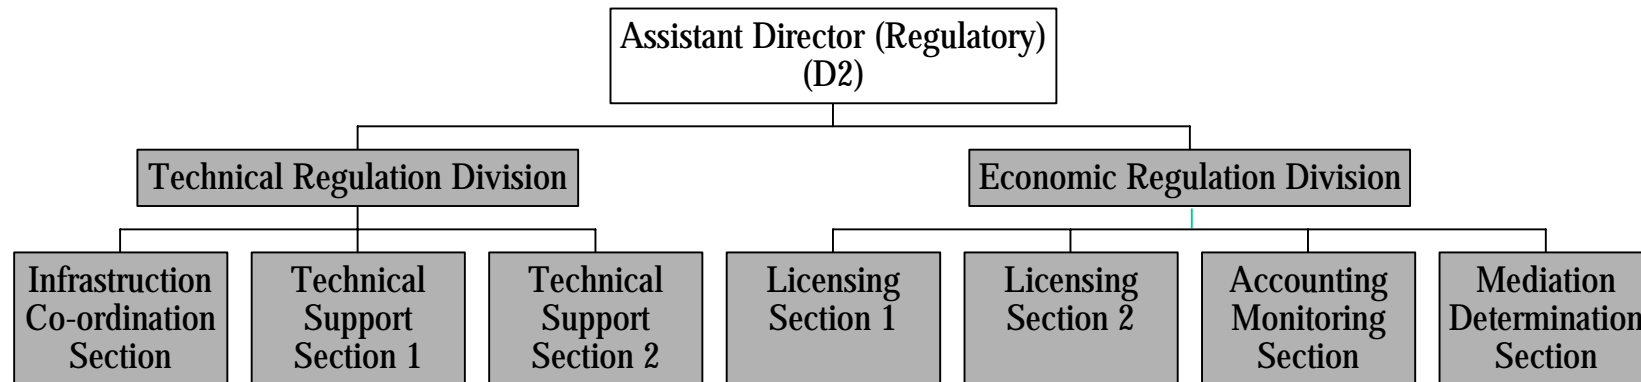 Assistant Director (Regulatory)
(D2)
Technical Regulation Division
Economic Regulation Division
Infrastruction
Co-ordination
Section
Technical
Support
Section 1
Technical
Support
Section 2
Licensing
Section 1
Licensing
Section 2
Accounting
Monitoring
Section
Mediation
Determination
Section